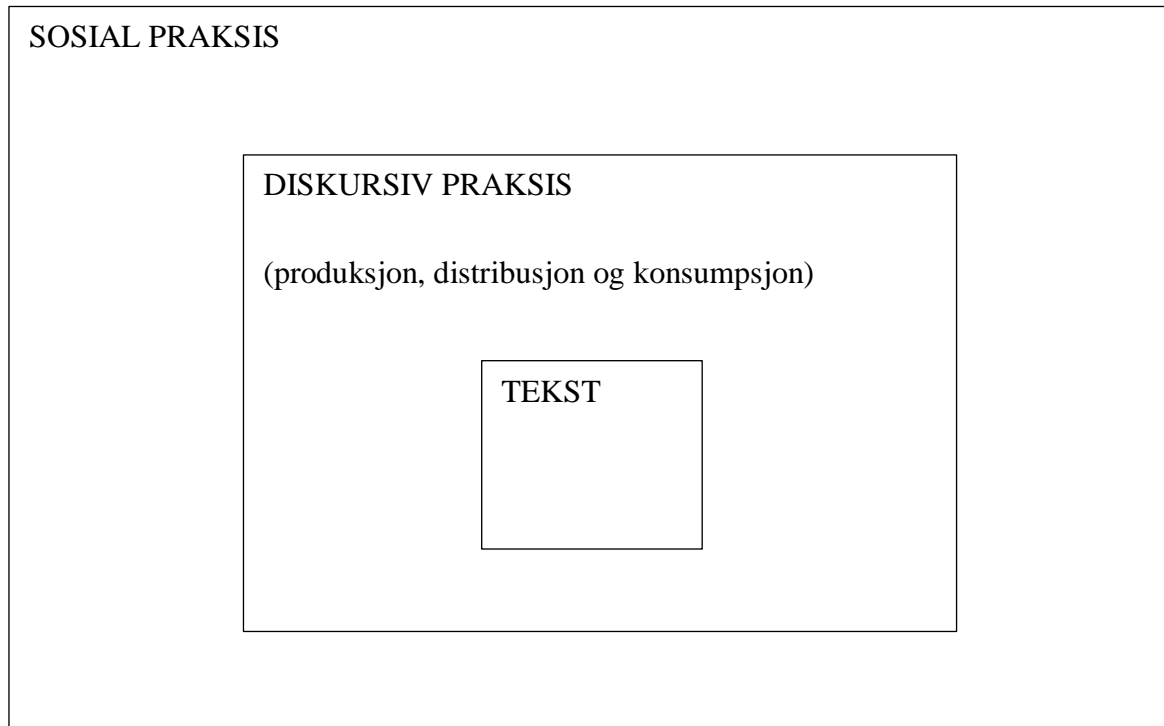 SOSIAL PRAKSIS
DISKURSIV PRAKSIS
(produksjon, distribusjon og konsumpsjon)
TEKST